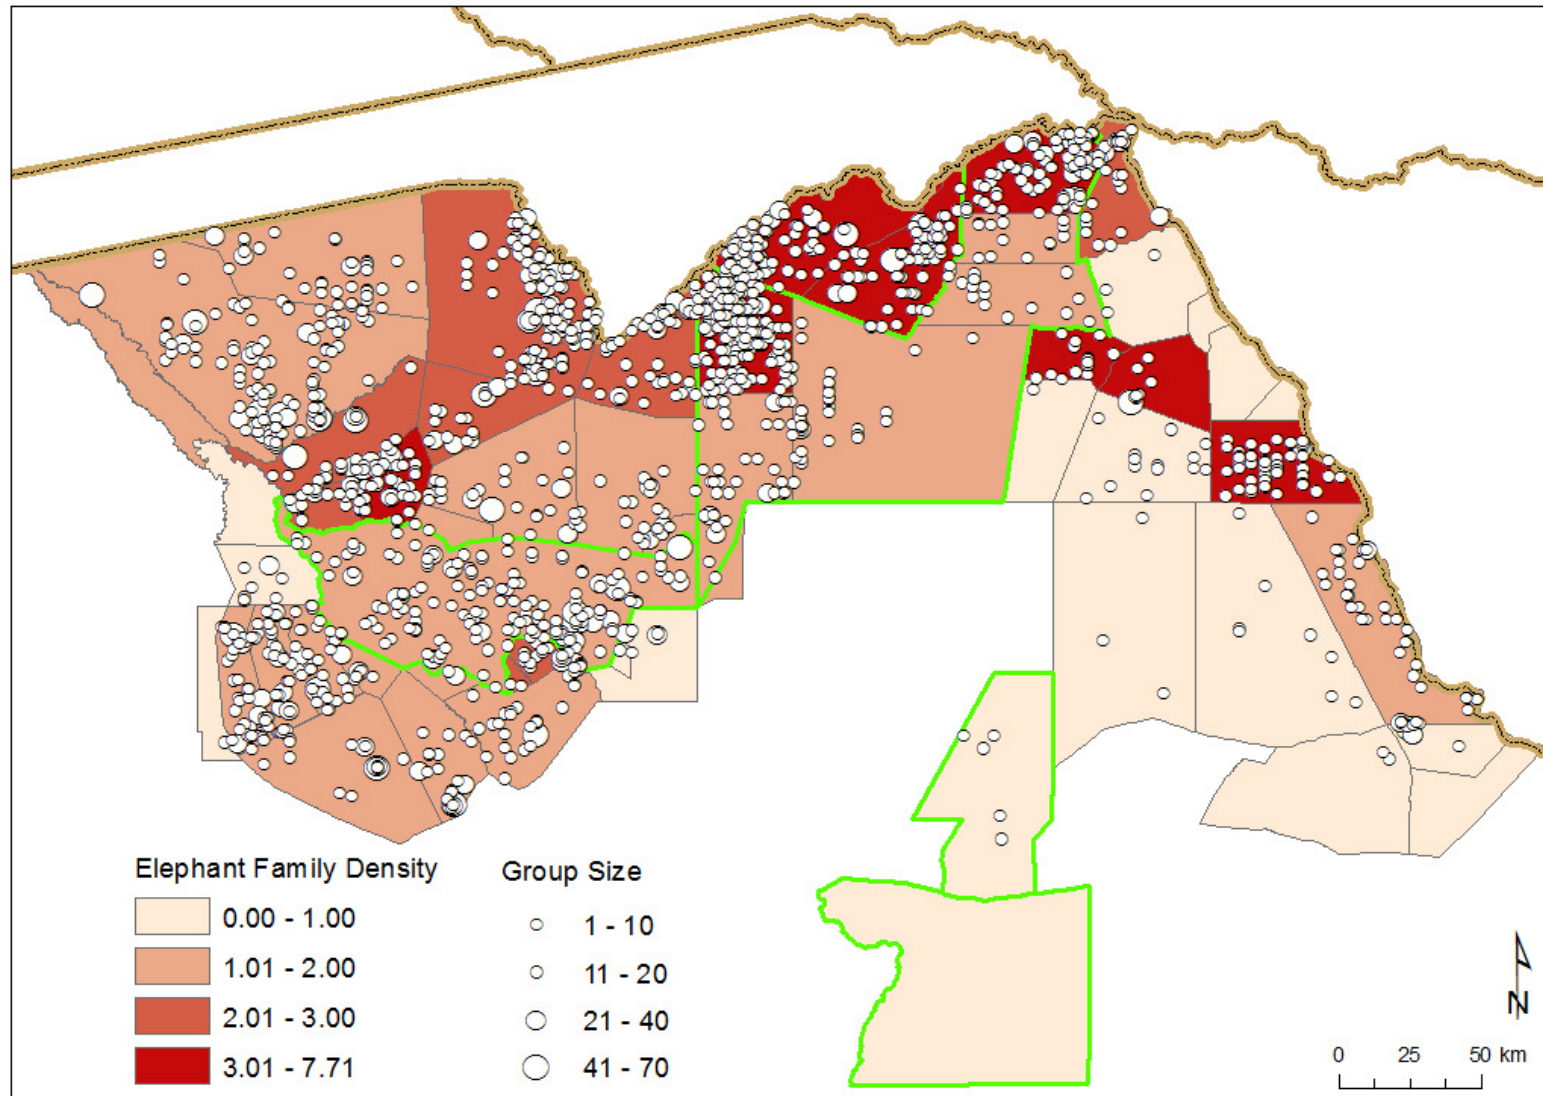 Elephant Family Density
0.00 - 1.00
1.01 - 2.00
2.01 - 3.00
3.01 - 7.71
Group Size
1 - 10
11 - 20
21 - 40
41 - 70
N
0 25 50 km